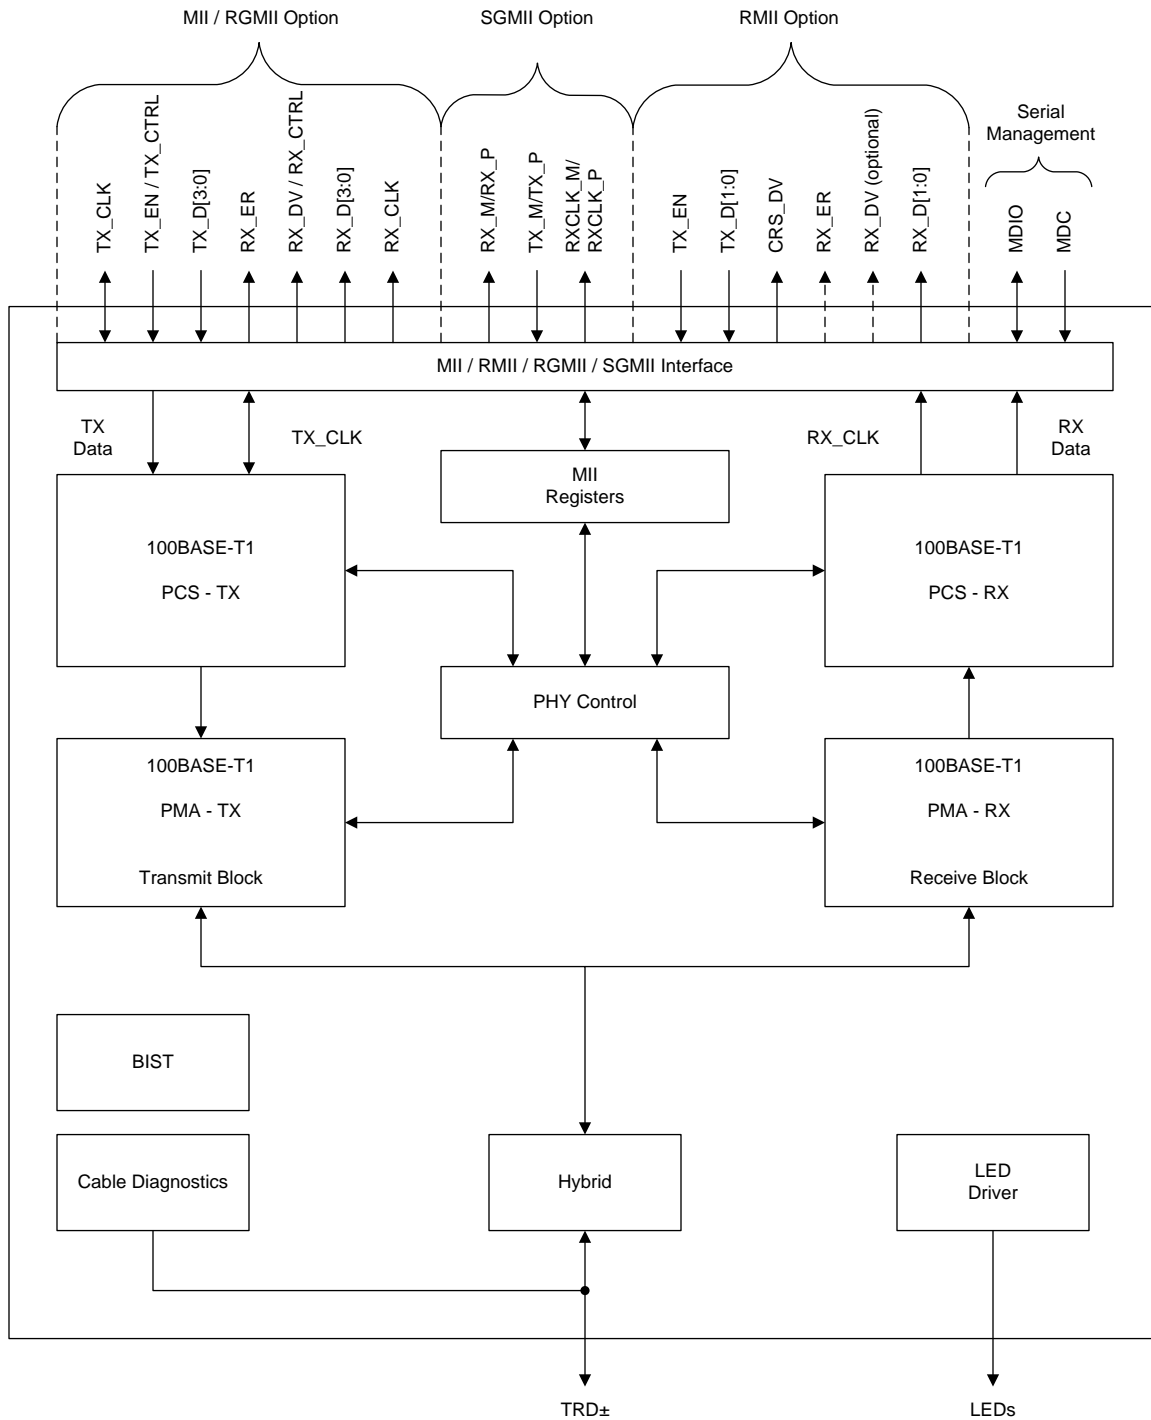 MII / RGMII Option
SGMII Option
RMII Option
Serial
Management
TX_CLK
TX_EN / TX_CTRL
TX_D[3:0]
RX_ER
RX_DV / RX_CTRL
RX_D[3:0]
RX_CLK
RX_M/RX_P
TX_M/TX_P
RXCLK_M/
RXCLK_P
TX_EN
TX_D[1:0]
CRS_DV
RX_ER
RX_DV (optional)
RX_D[1:0]
MDIO
MDC
MII / RMII / RGMII / SGMII Interface
TX
Data
TX_CLK
RX_CLK
RX
Data
MII
Registers
100BASE-T1
PCS - TX
100BASE-T1
PCS - RX
PHY Control
100BASE-T1
PMA - TX
Transmit Block
100BASE-T1
PMA - RX
Receive Block
BIST
Cable Diagnostics
Hybrid
LED
Driver
TRD±
LEDs